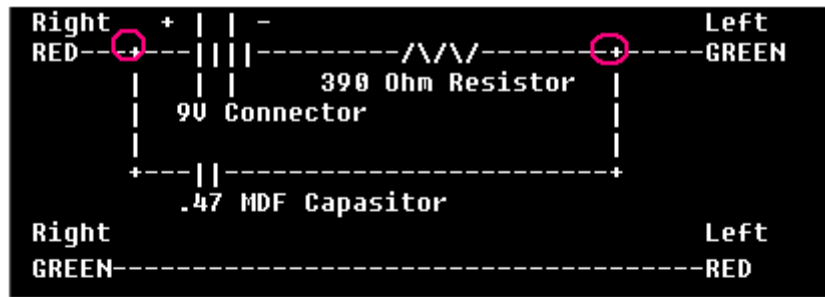 Right + | | - Left
RED---+----||||---------/\/\/-------+-----GREEN
| | | 390 Ohm Resistor |
| 9V Connector |
| |
+---||-------------------------+
.47 MDF Capasitor
Right Left
GREEN-------------------------------------RED